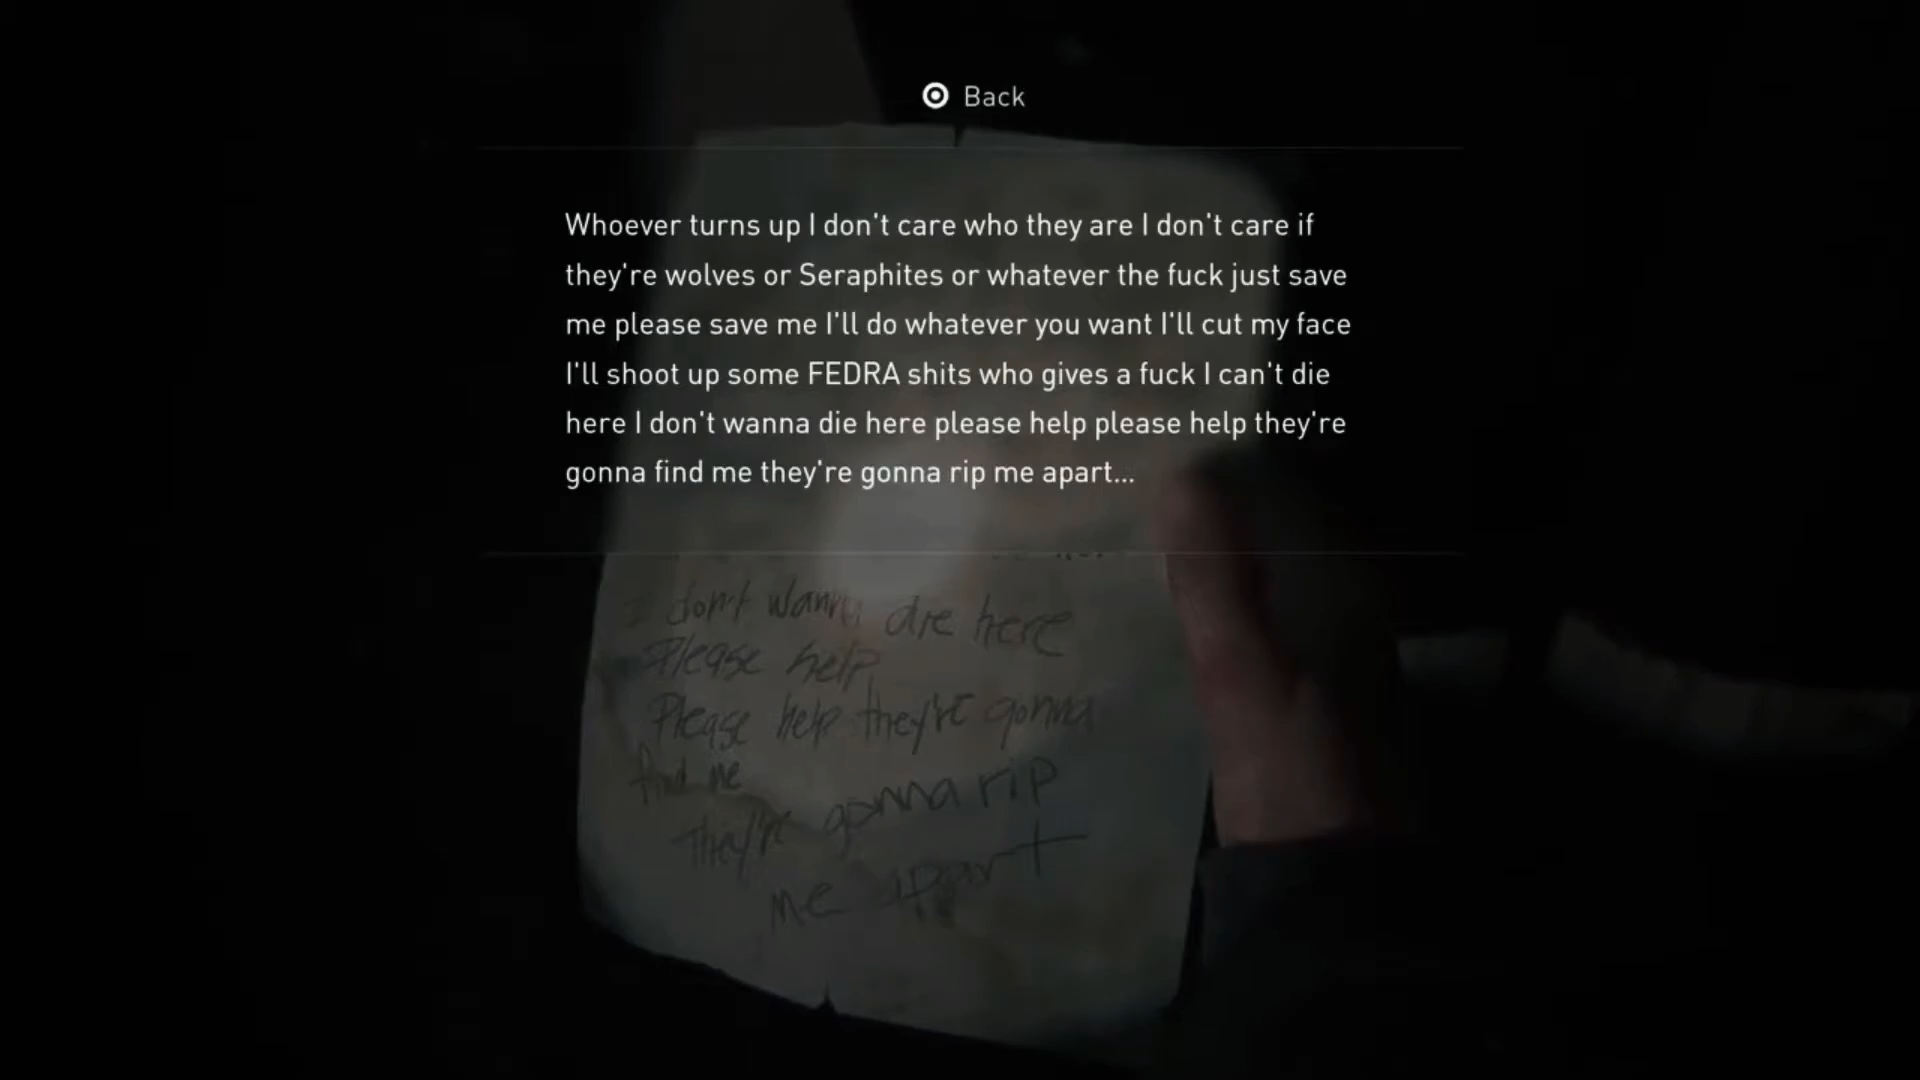 Back
Whoever turns up I don't care who they are I don't care if
they're wolves or Seraphites or whatever the fuck just save
me please save me I'll do whatever you want I'll cut my face
I'll shoot up some FEDRA shits who gives a fuck I can't die
here I don't wanna die here please help please help they're
gonna find me they're gonna rip me apart...
I don't wanna die here
Please help
Please help they're gonna
find me
They're gonna rip
me apart